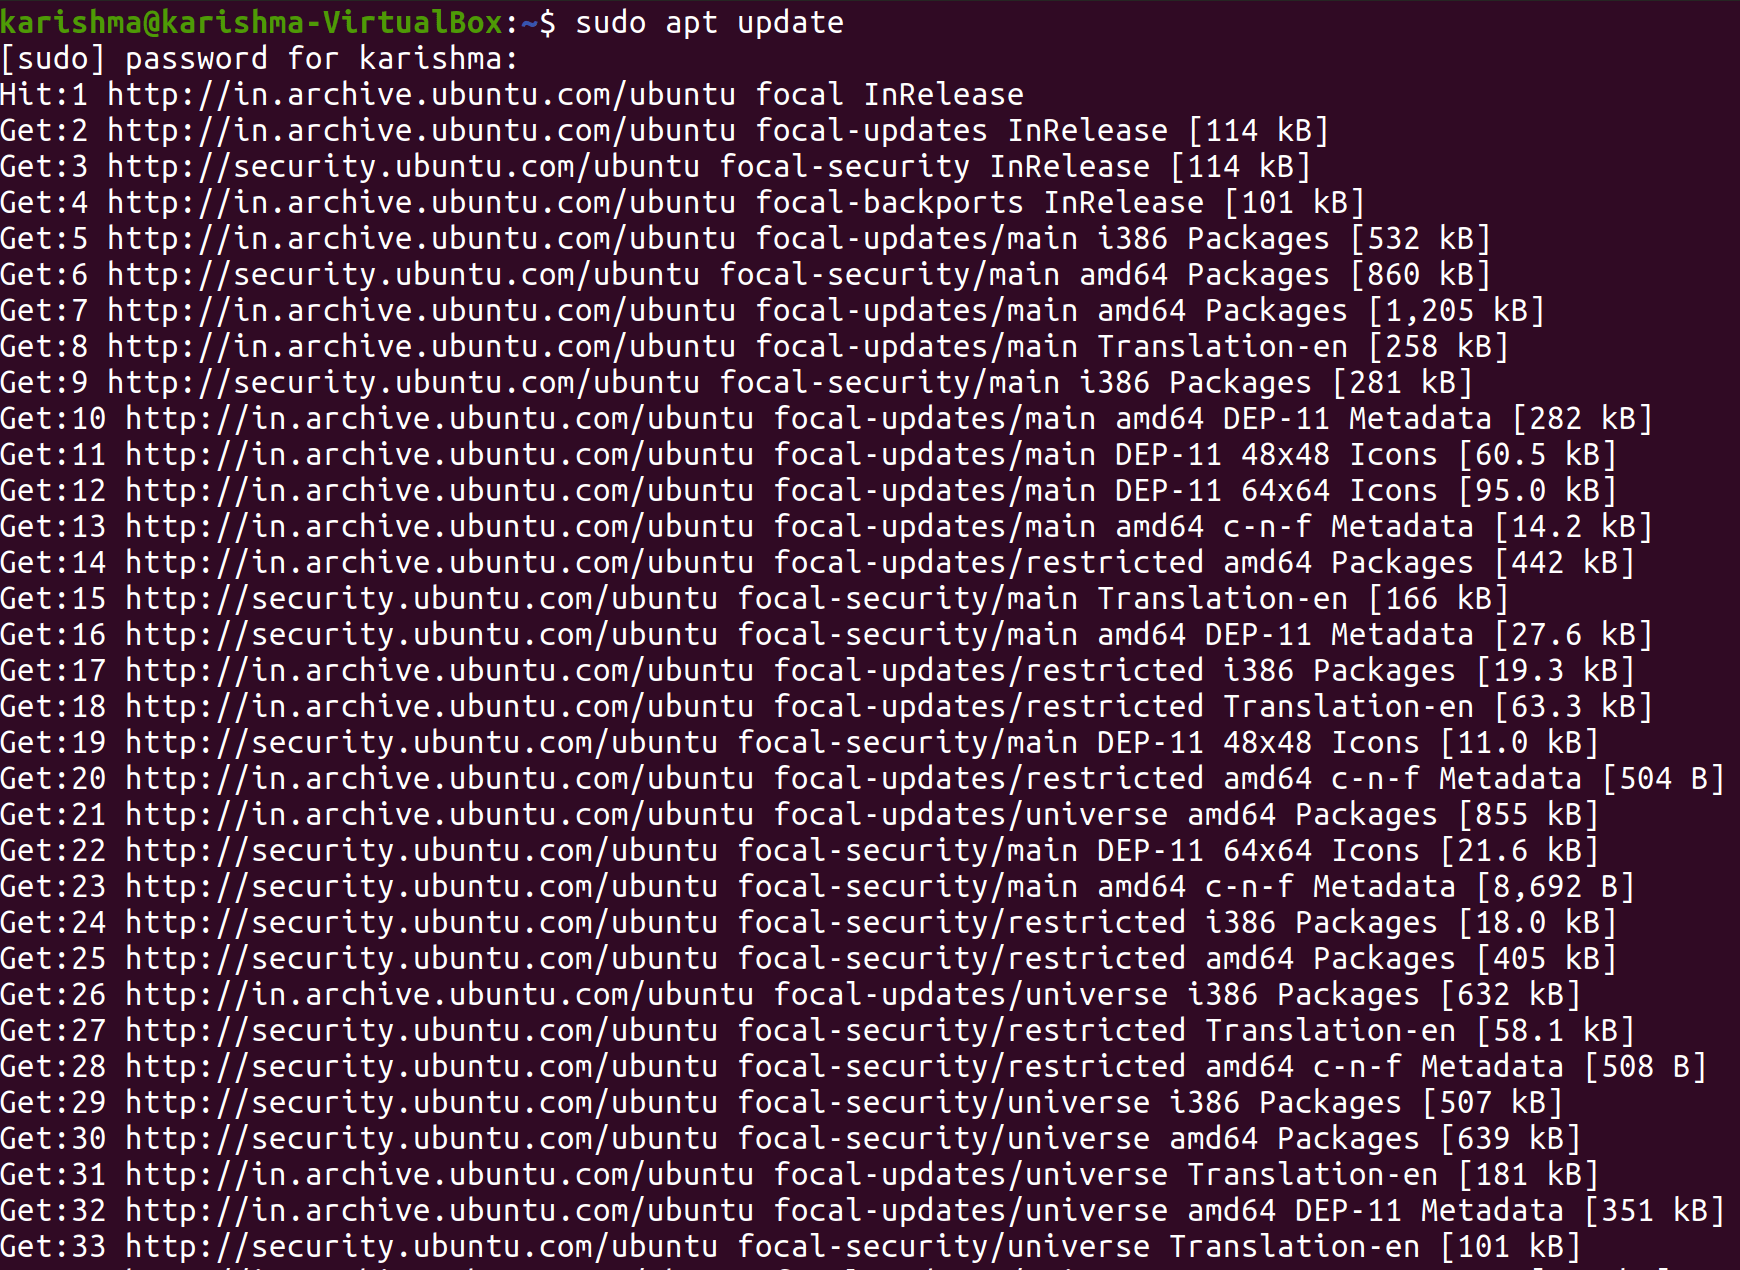 karishma@karishma-VirtualBox:~$ sudo apt update
[sudo] password for karishma:
Hit:1 http://in.archive.ubuntu.com/ubuntu focal InRelease
Get:2 http://in.archive.ubuntu.com/ubuntu focal-updates InRelease [114 kB]
Get:3 http://security.ubuntu.com/ubuntu focal-security InRelease [114 kB]
Get:4 http://in.archive.ubuntu.com/ubuntu focal-backports InRelease [101 kB]
Get:5 http://in.archive.ubuntu.com/ubuntu focal-updates/main i386 Packages [532 kB]
Get:6 http://security.ubuntu.com/ubuntu focal-security/main amd64 Packages [860 kB]
Get:7 http://in.archive.ubuntu.com/ubuntu focal-updates/main amd64 Packages [1,205 kB]
Get:8 http://in.archive.ubuntu.com/ubuntu focal-updates/main Translation-en [258 kB]
Get:9 http://security.ubuntu.com/ubuntu focal-security/main i386 Packages [281 kB]
Get:10 http://in.archive.ubuntu.com/ubuntu focal-updates/main amd64 DEP-11 Metadata [282 kB]
Get:11 http://in.archive.ubuntu.com/ubuntu focal-updates/main DEP-11 48x48 Icons [60.5 kB]
Get:12 http://in.archive.ubuntu.com/ubuntu focal-updates/main DEP-11 64x64 Icons [95.0 kB]
Get:13 http://in.archive.ubuntu.com/ubuntu focal-updates/main amd64 c-n-f Metadata [14.2 kB]
Get:14 http://in.archive.ubuntu.com/ubuntu focal-updates/restricted amd64 Packages [442 kB]
Get:15 http://security.ubuntu.com/ubuntu focal-security/main Translation-en [166 kB]
Get:16 http://security.ubuntu.com/ubuntu focal-security/main amd64 DEP-11 Metadata [27.6 kB]
Get:17 http://in.archive.ubuntu.com/ubuntu focal-updates/restricted i386 Packages [19.3 kB]
Get:18 http://in.archive.ubuntu.com/ubuntu focal-updates/restricted Translation-en [63.3 kB]
Get:19 http://security.ubuntu.com/ubuntu focal-security/main DEP-11 48x48 Icons [11.0 kB]
Get:20 http://in.archive.ubuntu.com/ubuntu focal-updates/restricted amd64 c-n-f Metadata [504 B]
Get:21 http://in.archive.ubuntu.com/ubuntu focal-updates/universe amd64 Packages [855 kB]
Get:22 http://security.ubuntu.com/ubuntu focal-security/main DEP-11 64x64 Icons [21.6 kB]
Get:23 http://security.ubuntu.com/ubuntu focal-security/main amd64 c-n-f Metadata [8,692 B]
Get:24 http://security.ubuntu.com/ubuntu focal-security/restricted i386 Packages [18.0 kB]
Get:25 http://security.ubuntu.com/ubuntu focal-security/restricted amd64 Packages [405 kB]
Get:26 http://in.archive.ubuntu.com/ubuntu focal-updates/universe i386 Packages [632 kB]
Get:27 http://security.ubuntu.com/ubuntu focal-security/restricted Translation-en [58.1 kB]
Get:28 http://security.ubuntu.com/ubuntu focal-security/restricted amd64 c-n-f Metadata [508 B]
Get:29 http://security.ubuntu.com/ubuntu focal-security/universe i386 Packages [507 kB]
Get:30 http://security.ubuntu.com/ubuntu focal-security/universe amd64 Packages [639 kB]
Get:31 http://in.archive.ubuntu.com/ubuntu focal-updates/universe Translation-en [181 kB]
Get:32 http://in.archive.ubuntu.com/ubuntu focal-updates/universe amd64 DEP-11 Metadata [351 kB]
Get:33 http://security.ubuntu.com/ubuntu focal-security/universe Translation-en [101 kB]